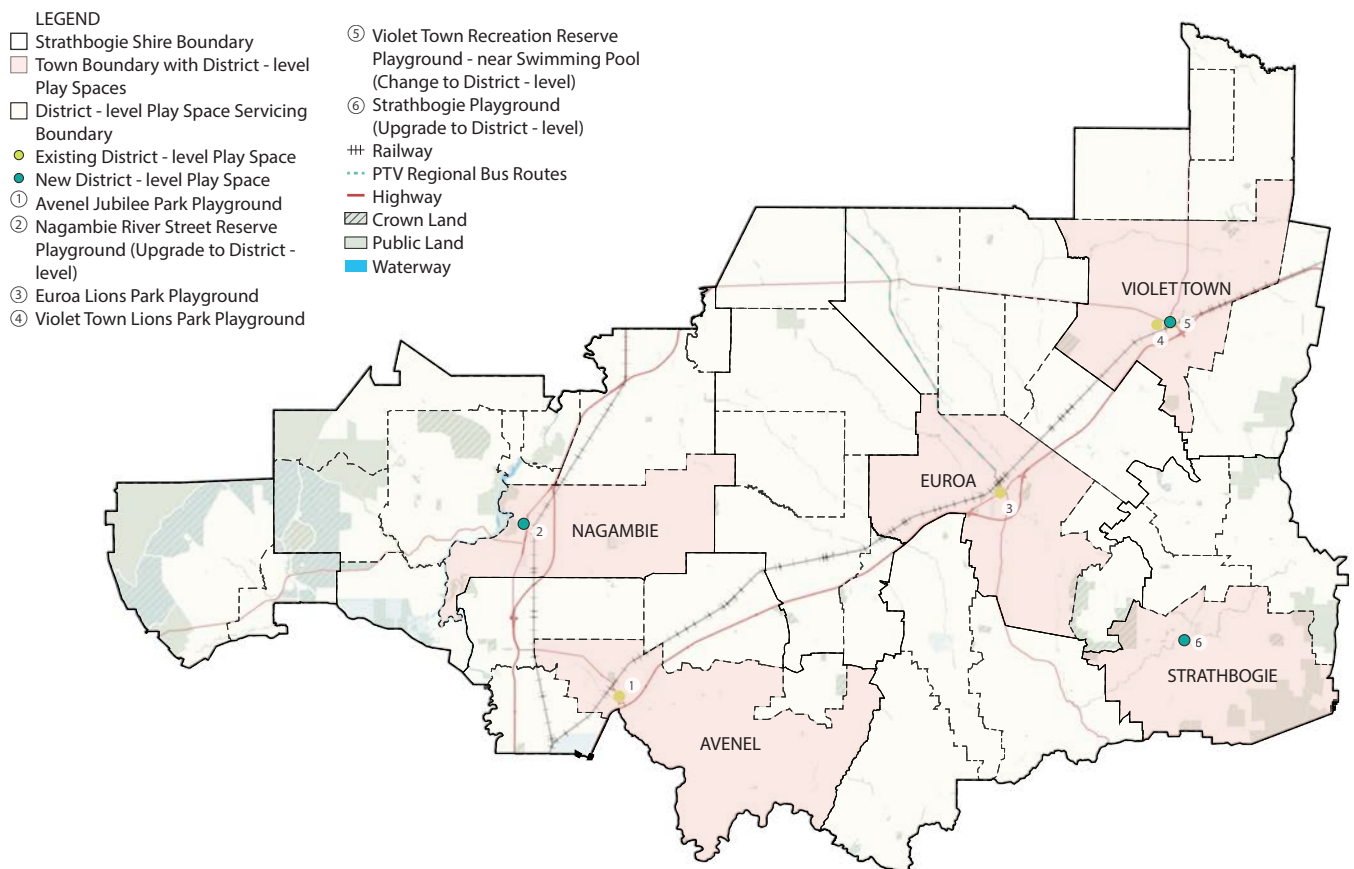 LEGEND
Strathbogie Shire Boundary
Town Boundary with District - level
Play Spaces
District - level Play Space Servicing
Boundary
Existing District - level Play Space
New District - level Play Space
① Avenel Jubilee Park Playground
② Nagambie River Street Reserve
Playground (Upgrade to District -
level)
③ Euroa Lions Park Playground
④ Violet Town Lions Park Playground
⑤ Violet Town Recreation Reserve
Playground - near Swimming Pool
(Change to District - level)
⑥ Strathbogie Playground
(Upgrade to District - level)
Railway
PTV Regional Bus Routes
Highway
Crown Land
Public Land
Waterway
VIOLET TOWN
5
4
EUROA
3
2
NAGAMBIE
6
STRATHBOGIE
1
AVENEL